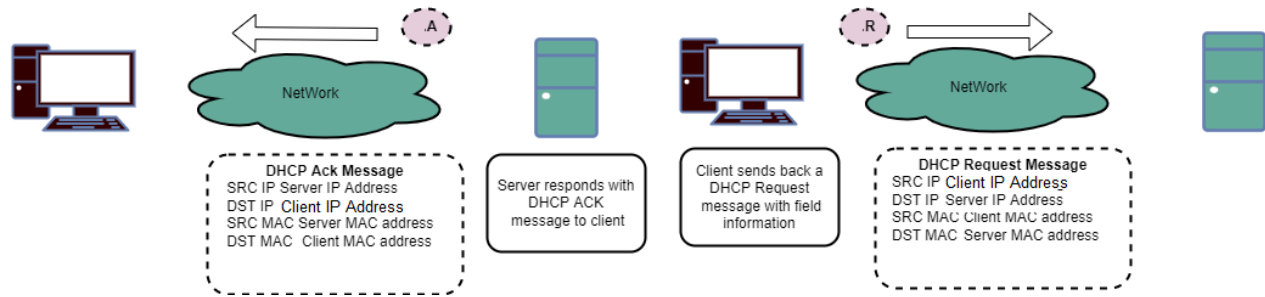 .A
.R
NetWork
NetWork
DHCP Ack Message
SRC IP Server IP Address
DST IP Client IP Address
SRC MAC Server MAC address
DST MAC Client MAC address
Server responds with
DHCP ACK
message to client
Client sends back a
DHCP Request
message with field
information
DHCP Request Message
SRC IP Client IP Address
DST IP Server IP Address
SRC MAC Client MAC address
DST MAC Server MAC address